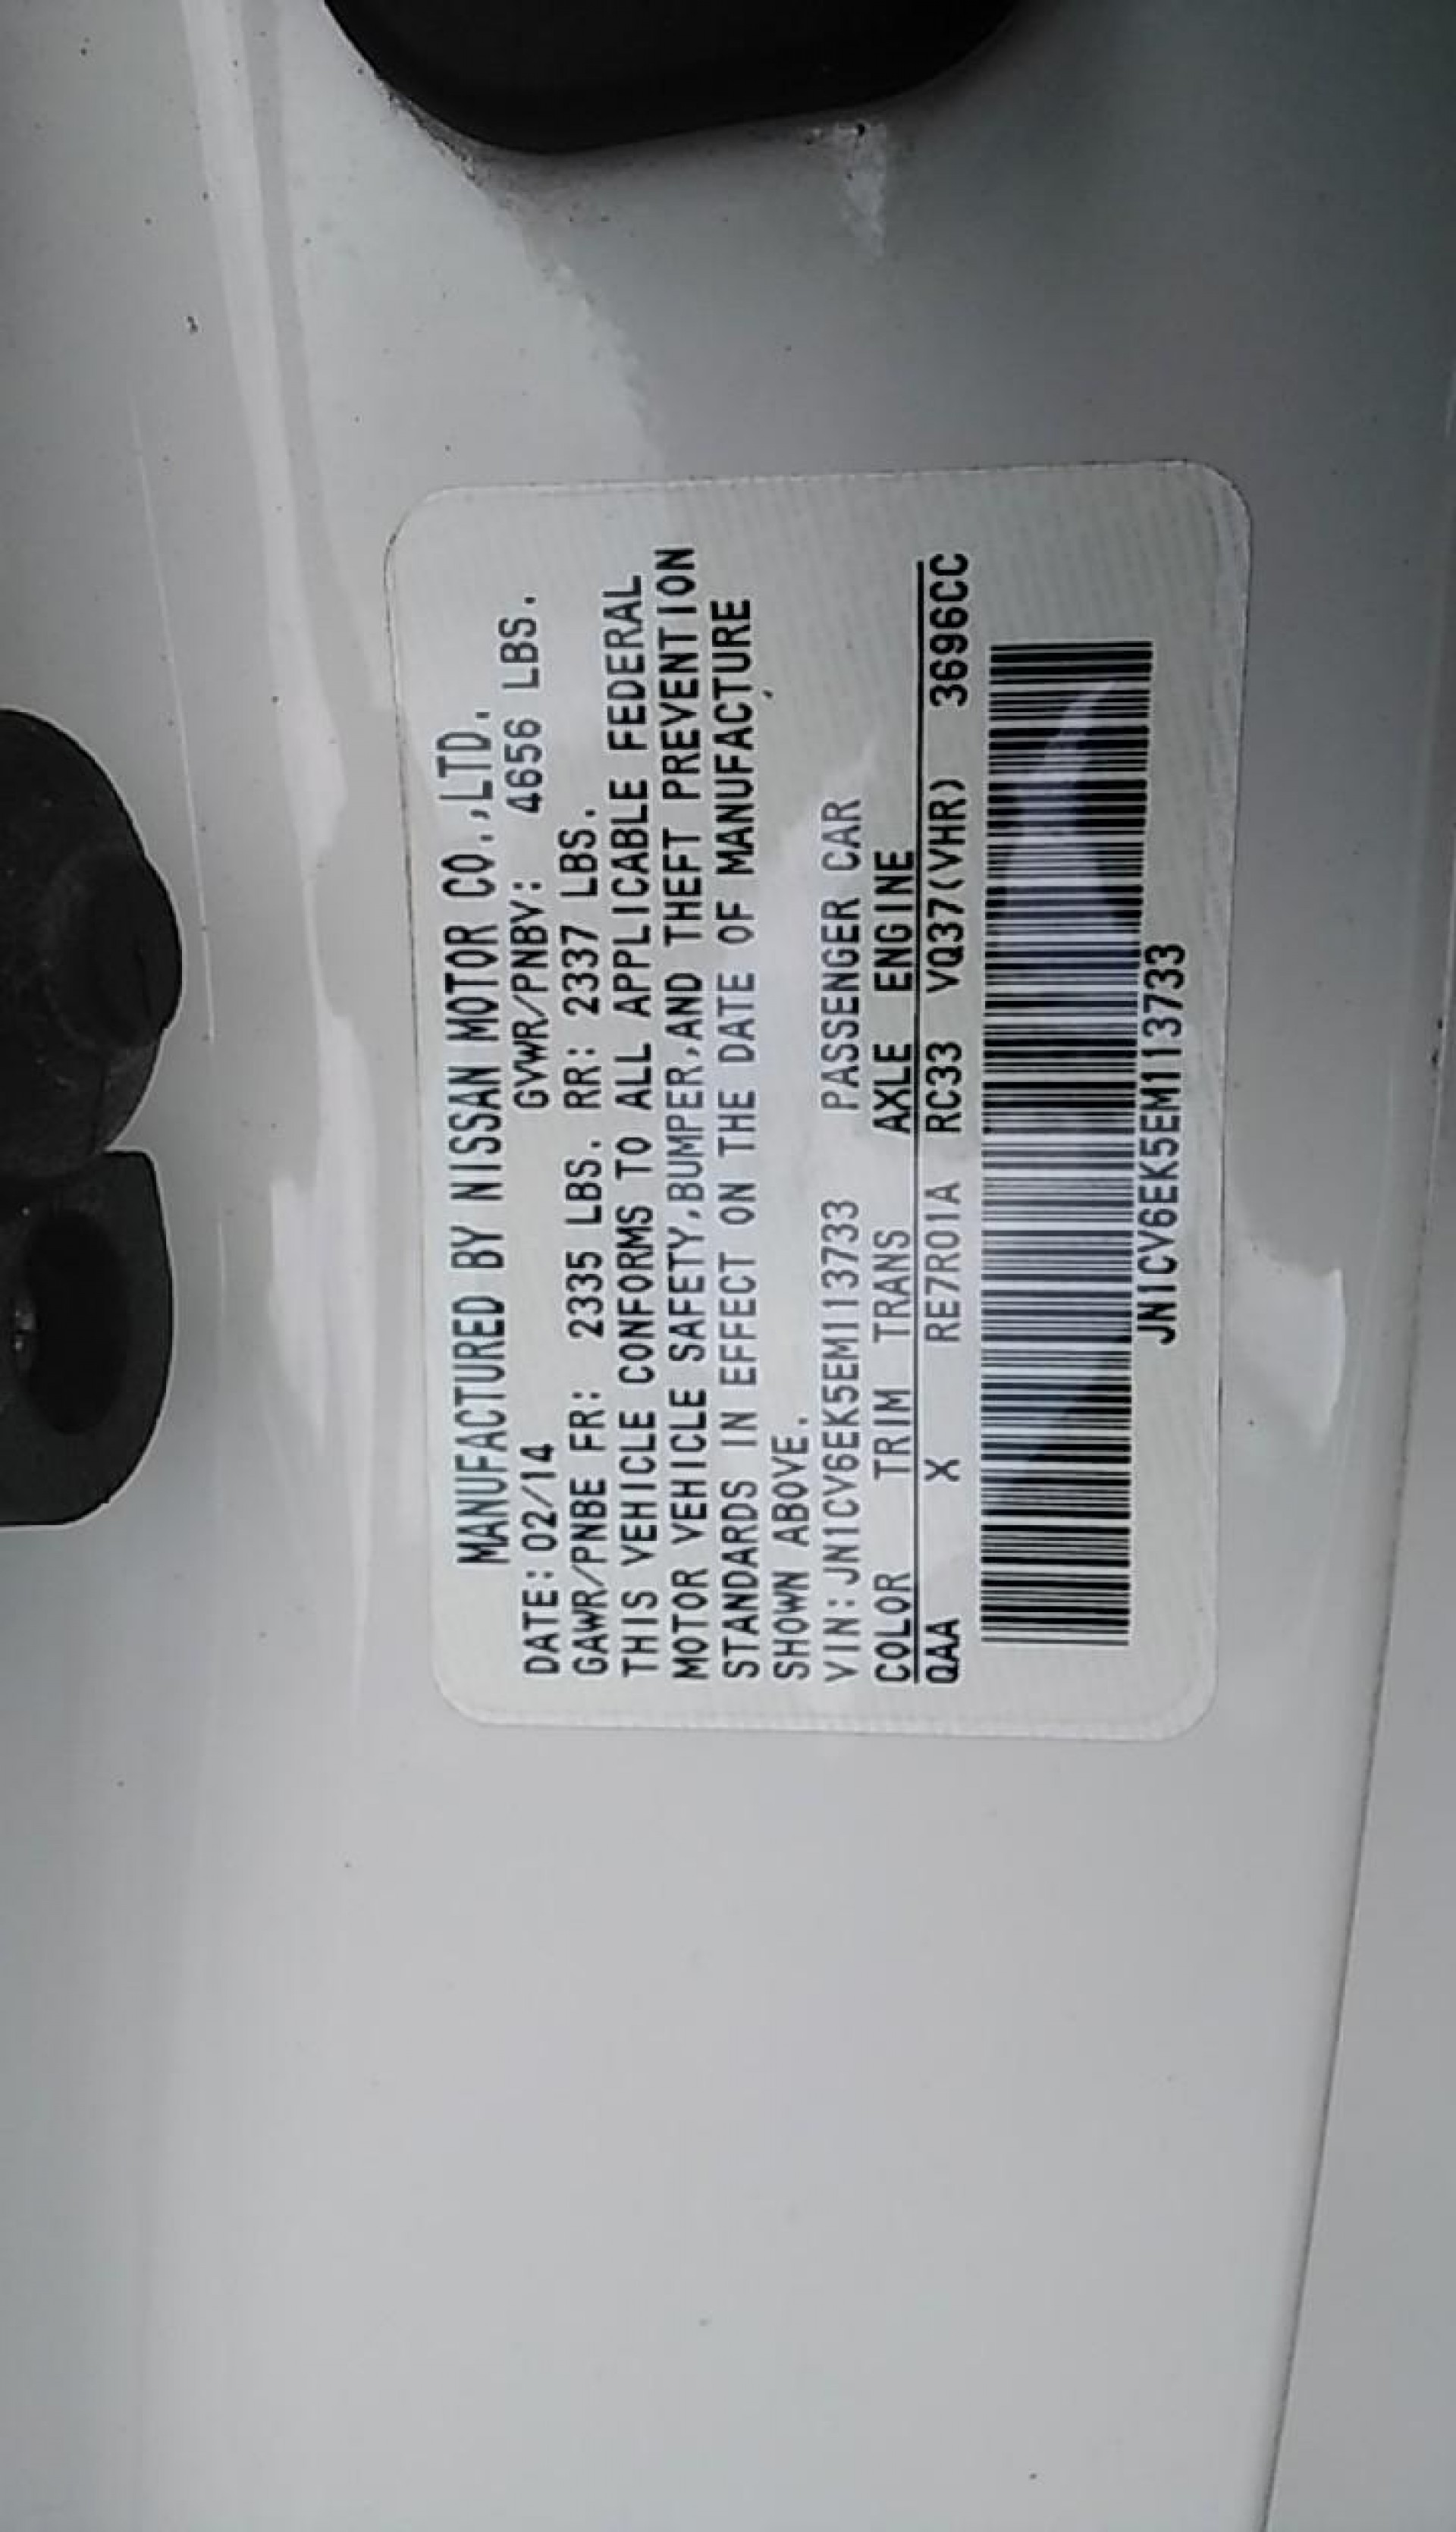 MANUFACTURED BY NISSAN MOTOR CO.,LTD.
DATE:02/14 GVWR/PNBV: 4656 LBS.
GAWR/PNBE FR: 2335 LBS. RR: 2337 LBS.
THIS VEHICLE CONFORMS TO ALL APPLICABLE FEDERAL
MOTOR VEHICLE SAFETY,BUMPER,AND THEFT PREVENTION
STANDARDS IN EFFECT ON THE DATE OF MANUFACTURE
SHOWN ABOVE.
VIN:JN1CV6EK5EM113733 PASSENGER CAR
COLOR TRIM TRANS AXLE ENGINE
QAA X RE7R01A RC33 VQ37(VHR) 3696CC
JN1CV6EK5EM113733